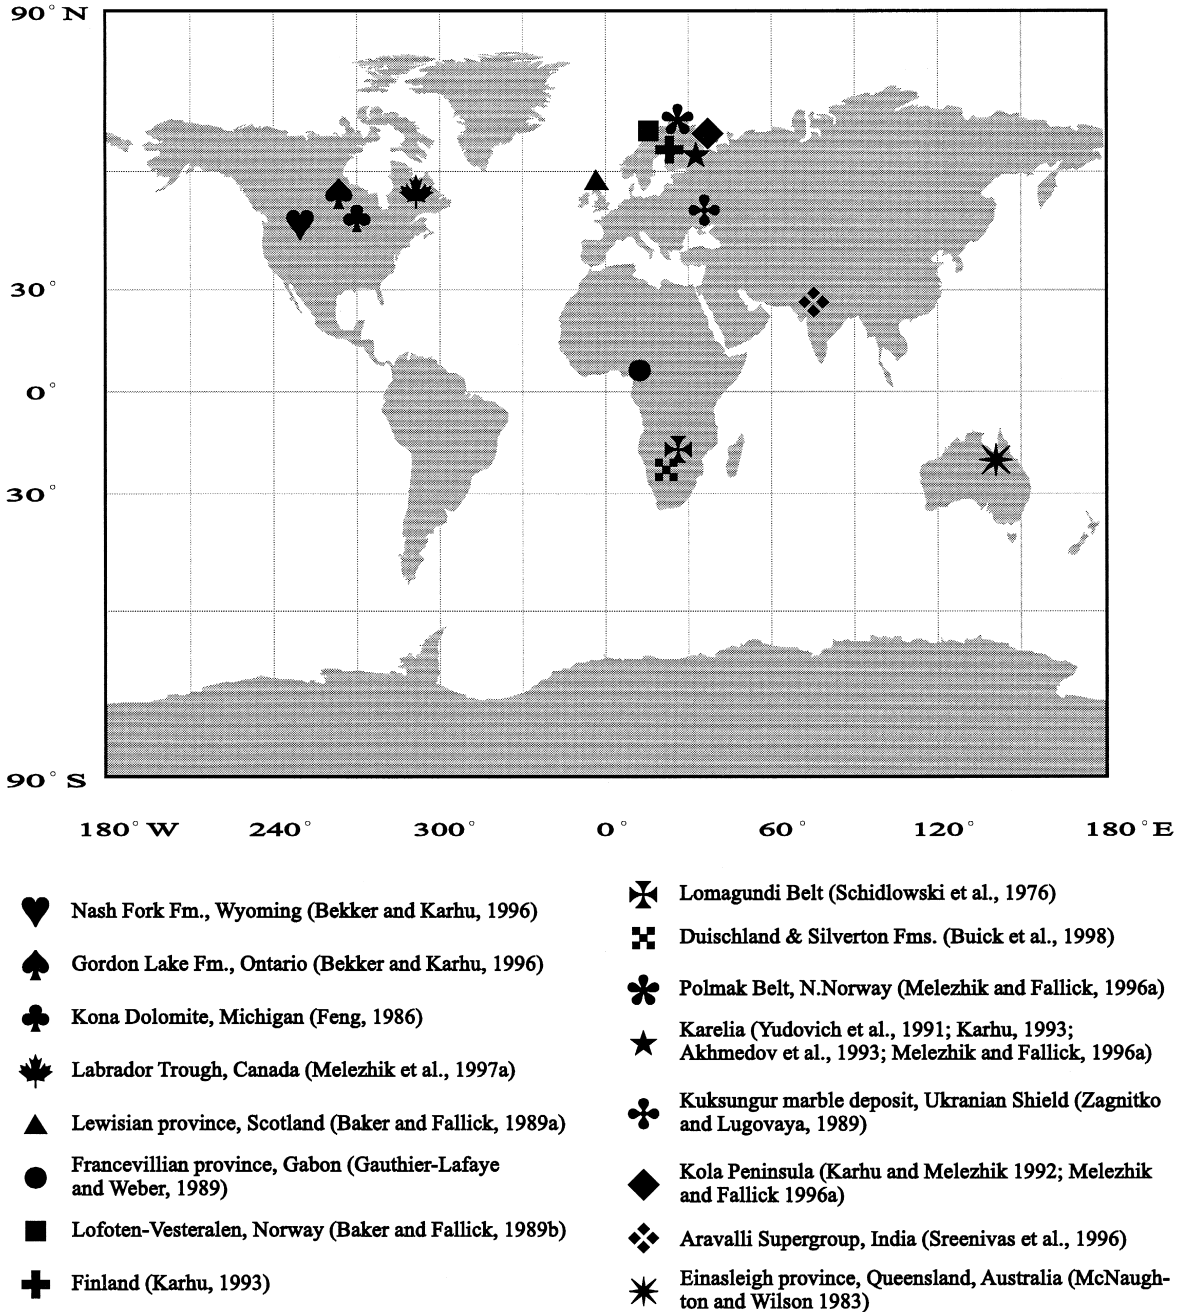 90° N
30°
0°
30°
90° S
180° W 240° 300° 0° 60° 120° 180° E
Nash Fork Fm., Wyoming (Bekker and Karhu, 1996)
Gordon Lake Fm., Ontario (Bekker and Karhu, 1996)
Kona Dolomite, Michigan (Feng, 1986)
Labrador Trough, Canada (Melezhik et al., 1997a)
Lewisian province, Scotland (Baker and Fallick, 1989a)
Francevillian province, Gabon (Gauthier-Lafaye
and Weber, 1989)
Lofoten-Vesteralen, Norway (Baker and Fallick, 1989b)
Finland (Karhu, 1993)
Lomagundi Belt (Schidlowski et al., 1976)
Duischland & Silverton Fms. (Buick et al., 1998)
Polmak Belt, N.Norway (Melezhik and Fallick, 1996a)
Karelia (Yudovich et al., 1991; Karhu, 1993;
Akhmedov et al., 1993; Melezhik and Fallick, 1996a)
Kuksungur marble deposit, Ukranian Shield (Zagnitko
and Lugovaya, 1989)
Kola Peninsula (Karhu and Melezhik 1992; Melezhik
and Fallick 1996a)
Aravalli Supergroup, India (Sreenivas et al., 1996)
Einasleigh province, Queensland, Australia (McNaugh-
ton and Wilson 1983)